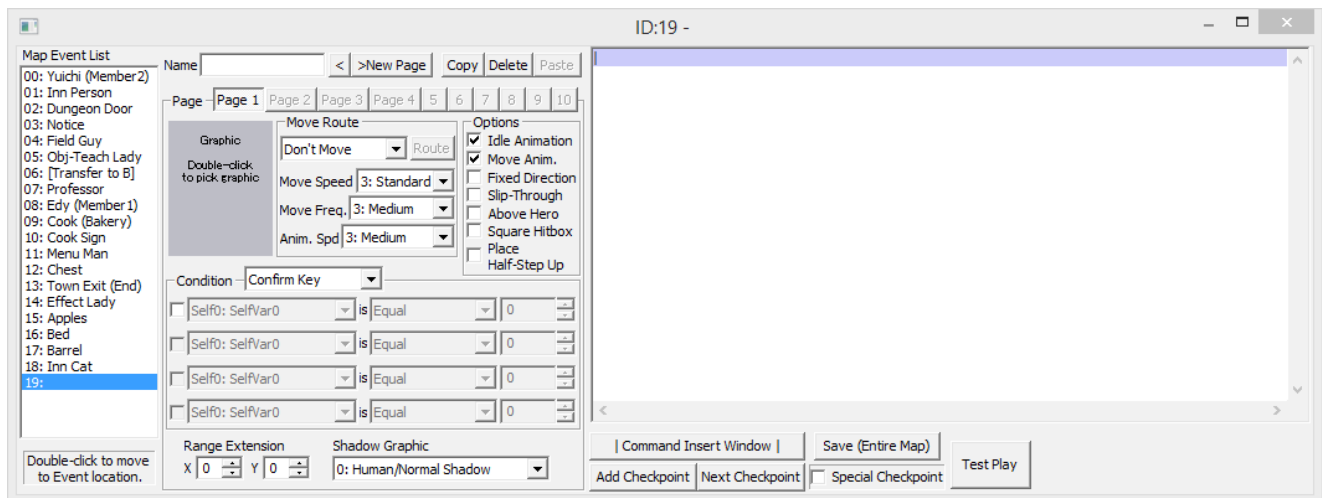 ID:19 -
Map Event List
00: Yuichi (Member2)
01: Inn Person
02: Dungeon Door
03: Notice
04: Field Guy
05: Obj-Teach Lady
06: [Transfer to B]
07: Professor
08: Edy (Member1)
09: Cook (Bakery)
10: Cook Sign
11: Menu Man
12: Chest
13: Town Exit (End)
14: Effect Lady
15: Apples
16: Bed
17: Barrel
18: Inn Cat
19:
Double-click to move
to Event location.
Name < >New Page Copy Delete Paste
Page Page 1 Page 2 Page 3 Page 4 5 6 7 8 9 10
Graphic
Double-click
to pick graphic
Move Route
Don't Move Route
Move Speed 3: Standard
Move Freq. 3: Medium
Anim. Spd 3: Medium
Options
Idle Animation
Move Anim.
Fixed Direction
Slip-Through
Above Hero
Square Hitbox
Place
Half-Step Up
Condition Confirm Key
Self0: SelfVar0 is Equal 0
Self0: SelfVar0 is Equal 0
Self0: SelfVar0 is Equal 0
Self0: SelfVar0 is Equal 0
Range Extension
X 0 Y 0
Shadow Graphic
0: Human/Normal Shadow
| Command Insert Window | Save (Entire Map)
Add Checkpoint Next Checkpoint Special Checkpoint
Test Play